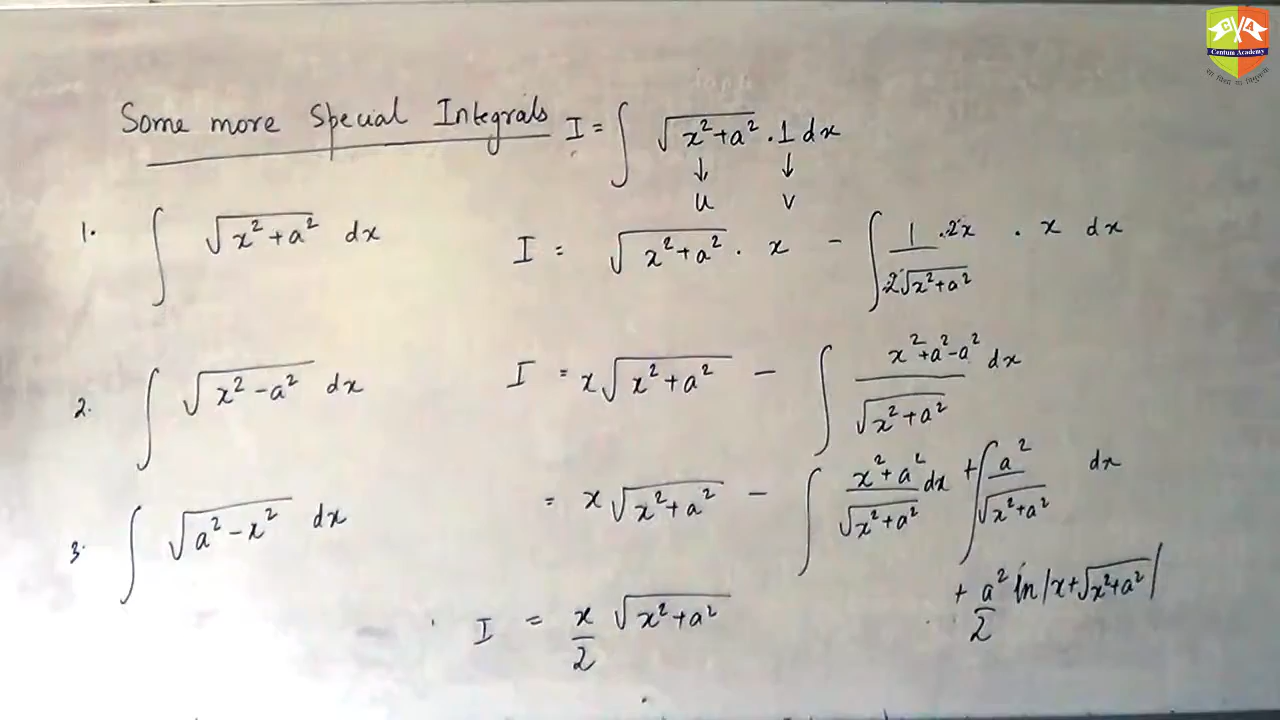 Some more Special Integrals
1. ∫ √(x²+a²) dx
2. ∫ √(x²-a²) dx
3. ∫ √(a²-x²) dx
I = ∫ √(x²+a²) . 1 dx
↓ ↓
u v
I = √(x²+a²) . x - ∫ 1/(2√(x²+a²)) .2x . x dx
I = x√(x²+a²) - ∫ (x²+a²-a²)/√(x²+a²) dx
= x√(x²+a²) - ∫ (x²+a²)/√(x²+a²) dx + ∫ a²/√(x²+a²) dx
I = x/2 √(x²+a²) + a²/2 ln|x+√(x²+a²)|
C A
Centum Academy